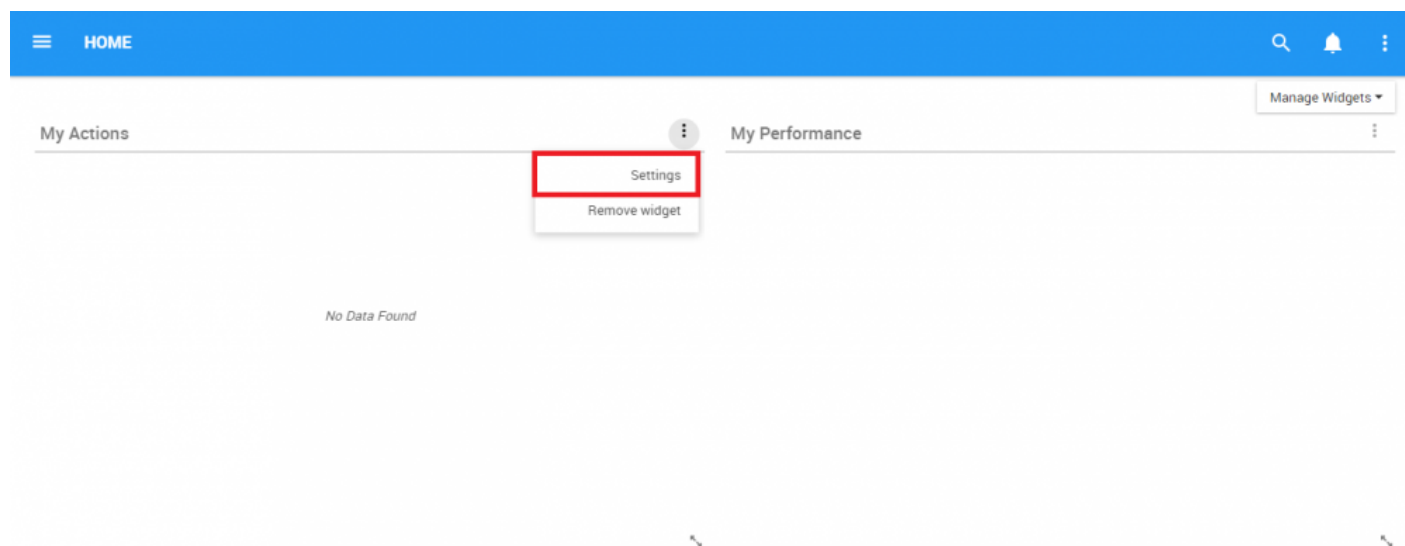 HOME
Manage Widgets
My Actions
My Performance
Settings
Remove widget
No Data Found